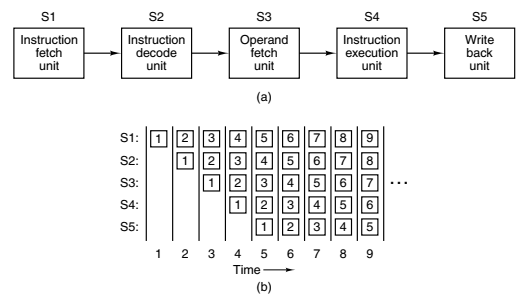 S1 S2 S3 S4 S5
Instruction fetch unit
Instruction decode unit
Operand fetch unit
Instruction execution unit
Write back unit
(a)
S1: 1 2 3 4 5 6 7 8 9
S2: 1 2 3 4 5 6 7 8
S3: 1 2 3 4 5 6 7 ...
S4: 1 2 3 4 5 6
S5: 1 2 3 4 5
1 2 3 4 5 6 7 8 9
Time
(b)